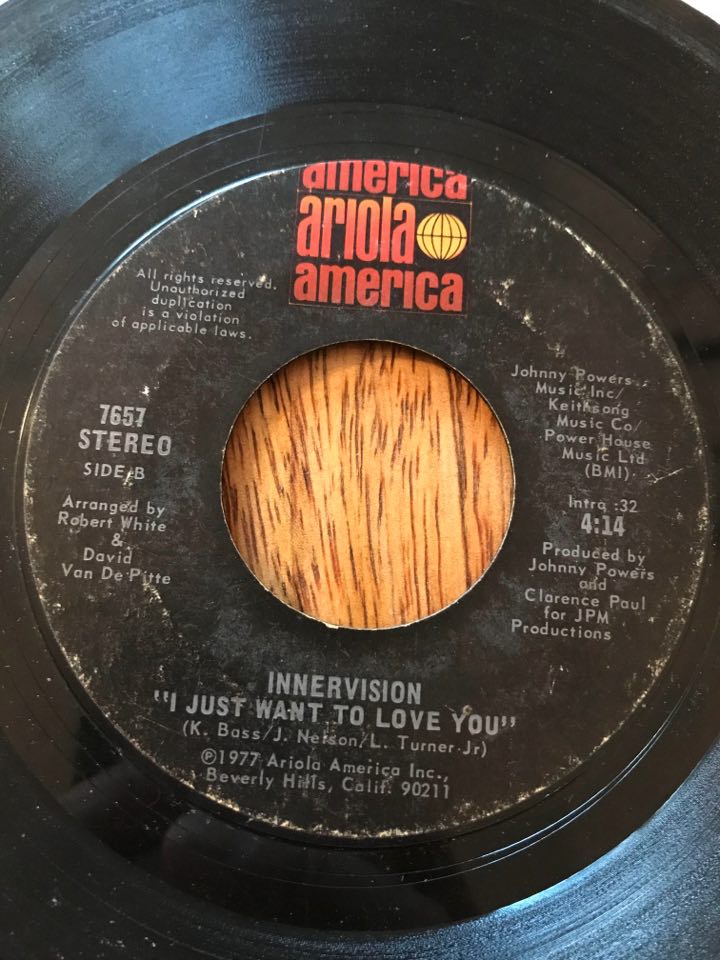 america
ariola
america
All rights reserved.
Unauthorized
duplication
is a violation
of applicable laws.
7657
STEREO
SIDE B
Arranged by
Robert White
&
David
Van De Pitte
Johnny Powers
Music Inc/
Keithsong
Music Co/
Power House
Music Ltd
(BMI)
Intro :32
4:14
Produced by
Johnny Powers
and
Clarence Paul
for JPM
Productions
INNERVISION
"I JUST WANT TO LOVE YOU"
(K. Bass/J. Nelson/L. Turner Jr)
℗1977 Ariola America Inc.,
Beverly Hills, Calif. 90211